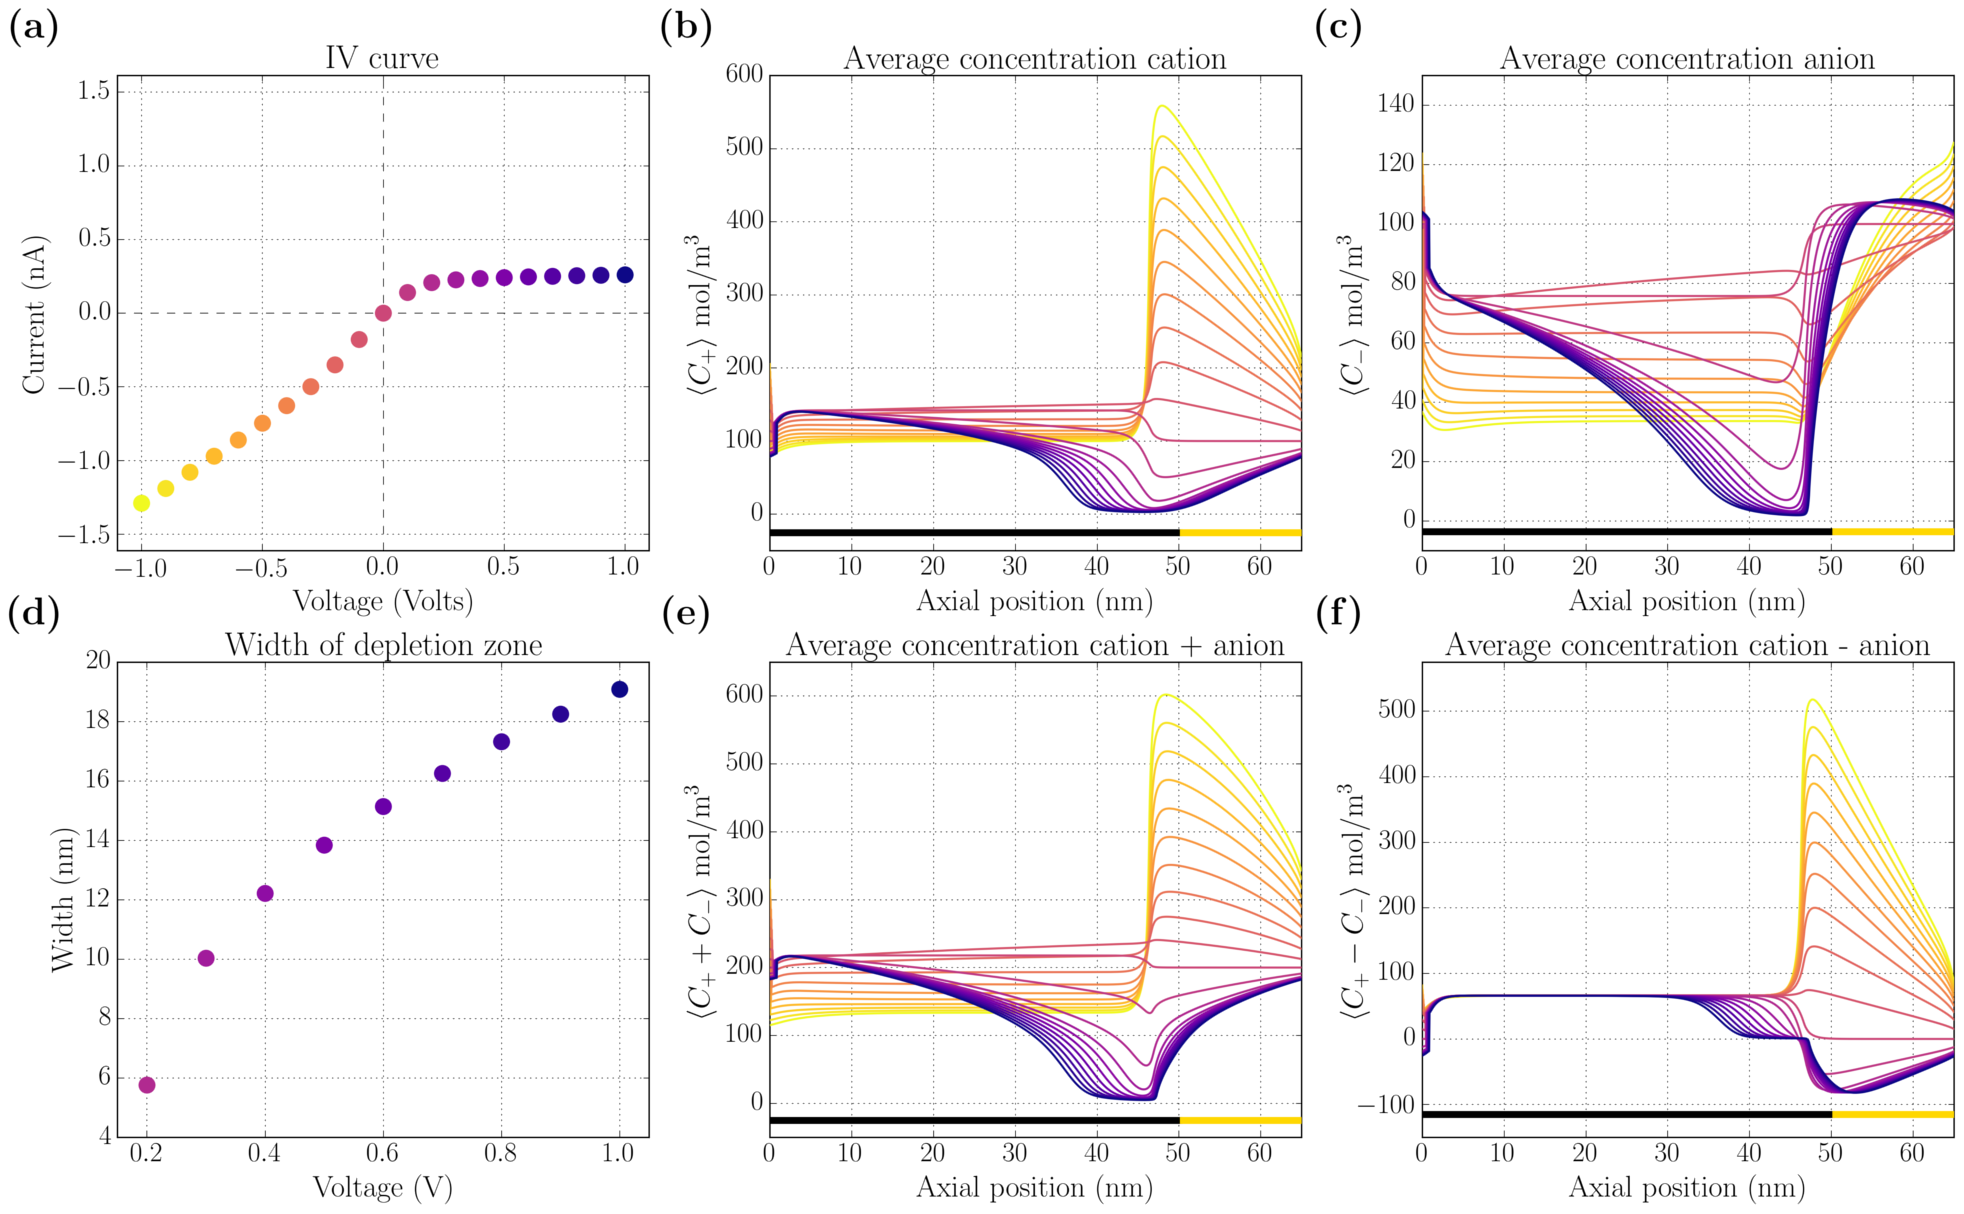 (a)
IV curve
1.5
1.0
0.5
0.0
−0.5
−1.0
−1.5
Current (nA)
−1.0 −0.5 0.0 0.5 1.0
Voltage (Volts)
(b)
Average concentration cation
600
500
400
300
200
100
0
⟨C₊⟩ mol/m³
0 10 20 30 40 50 60
Axial position (nm)
(c)
Average concentration anion
140
120
100
80
60
40
20
0
⟨C₋⟩ mol/m³
0 10 20 30 40 50 60
Axial position (nm)
(d)
Width of depletion zone
20
18
16
14
12
10
8
6
4
Width (nm)
0.2 0.4 0.6 0.8 1.0
Voltage (V)
(e)
Average concentration cation + anion
600
500
400
300
200
100
0
⟨C₊ + C₋⟩ mol/m³
0 10 20 30 40 50 60
Axial position (nm)
(f)
Average concentration cation - anion
500
400
300
200
100
0
−100
⟨C₊ − C₋⟩ mol/m³
0 10 20 30 40 50 60
Axial position (nm)